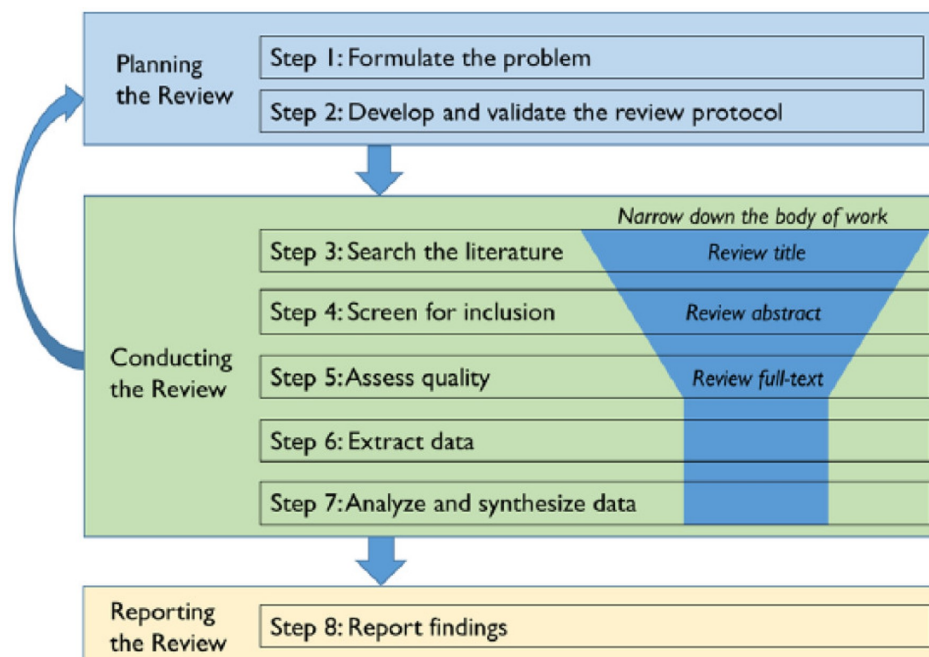 Planning
the Review
Step 1: Formulate the problem
Step 2: Develop and validate the review protocol
Conducting
the Review
Narrow down the body of work
Step 3: Search the literature
Review title
Step 4: Screen for inclusion
Review abstract
Step 5: Assess quality
Review full-text
Step 6: Extract data
Step 7: Analyze and synthesize data
Reporting
the Review
Step 8: Report findings